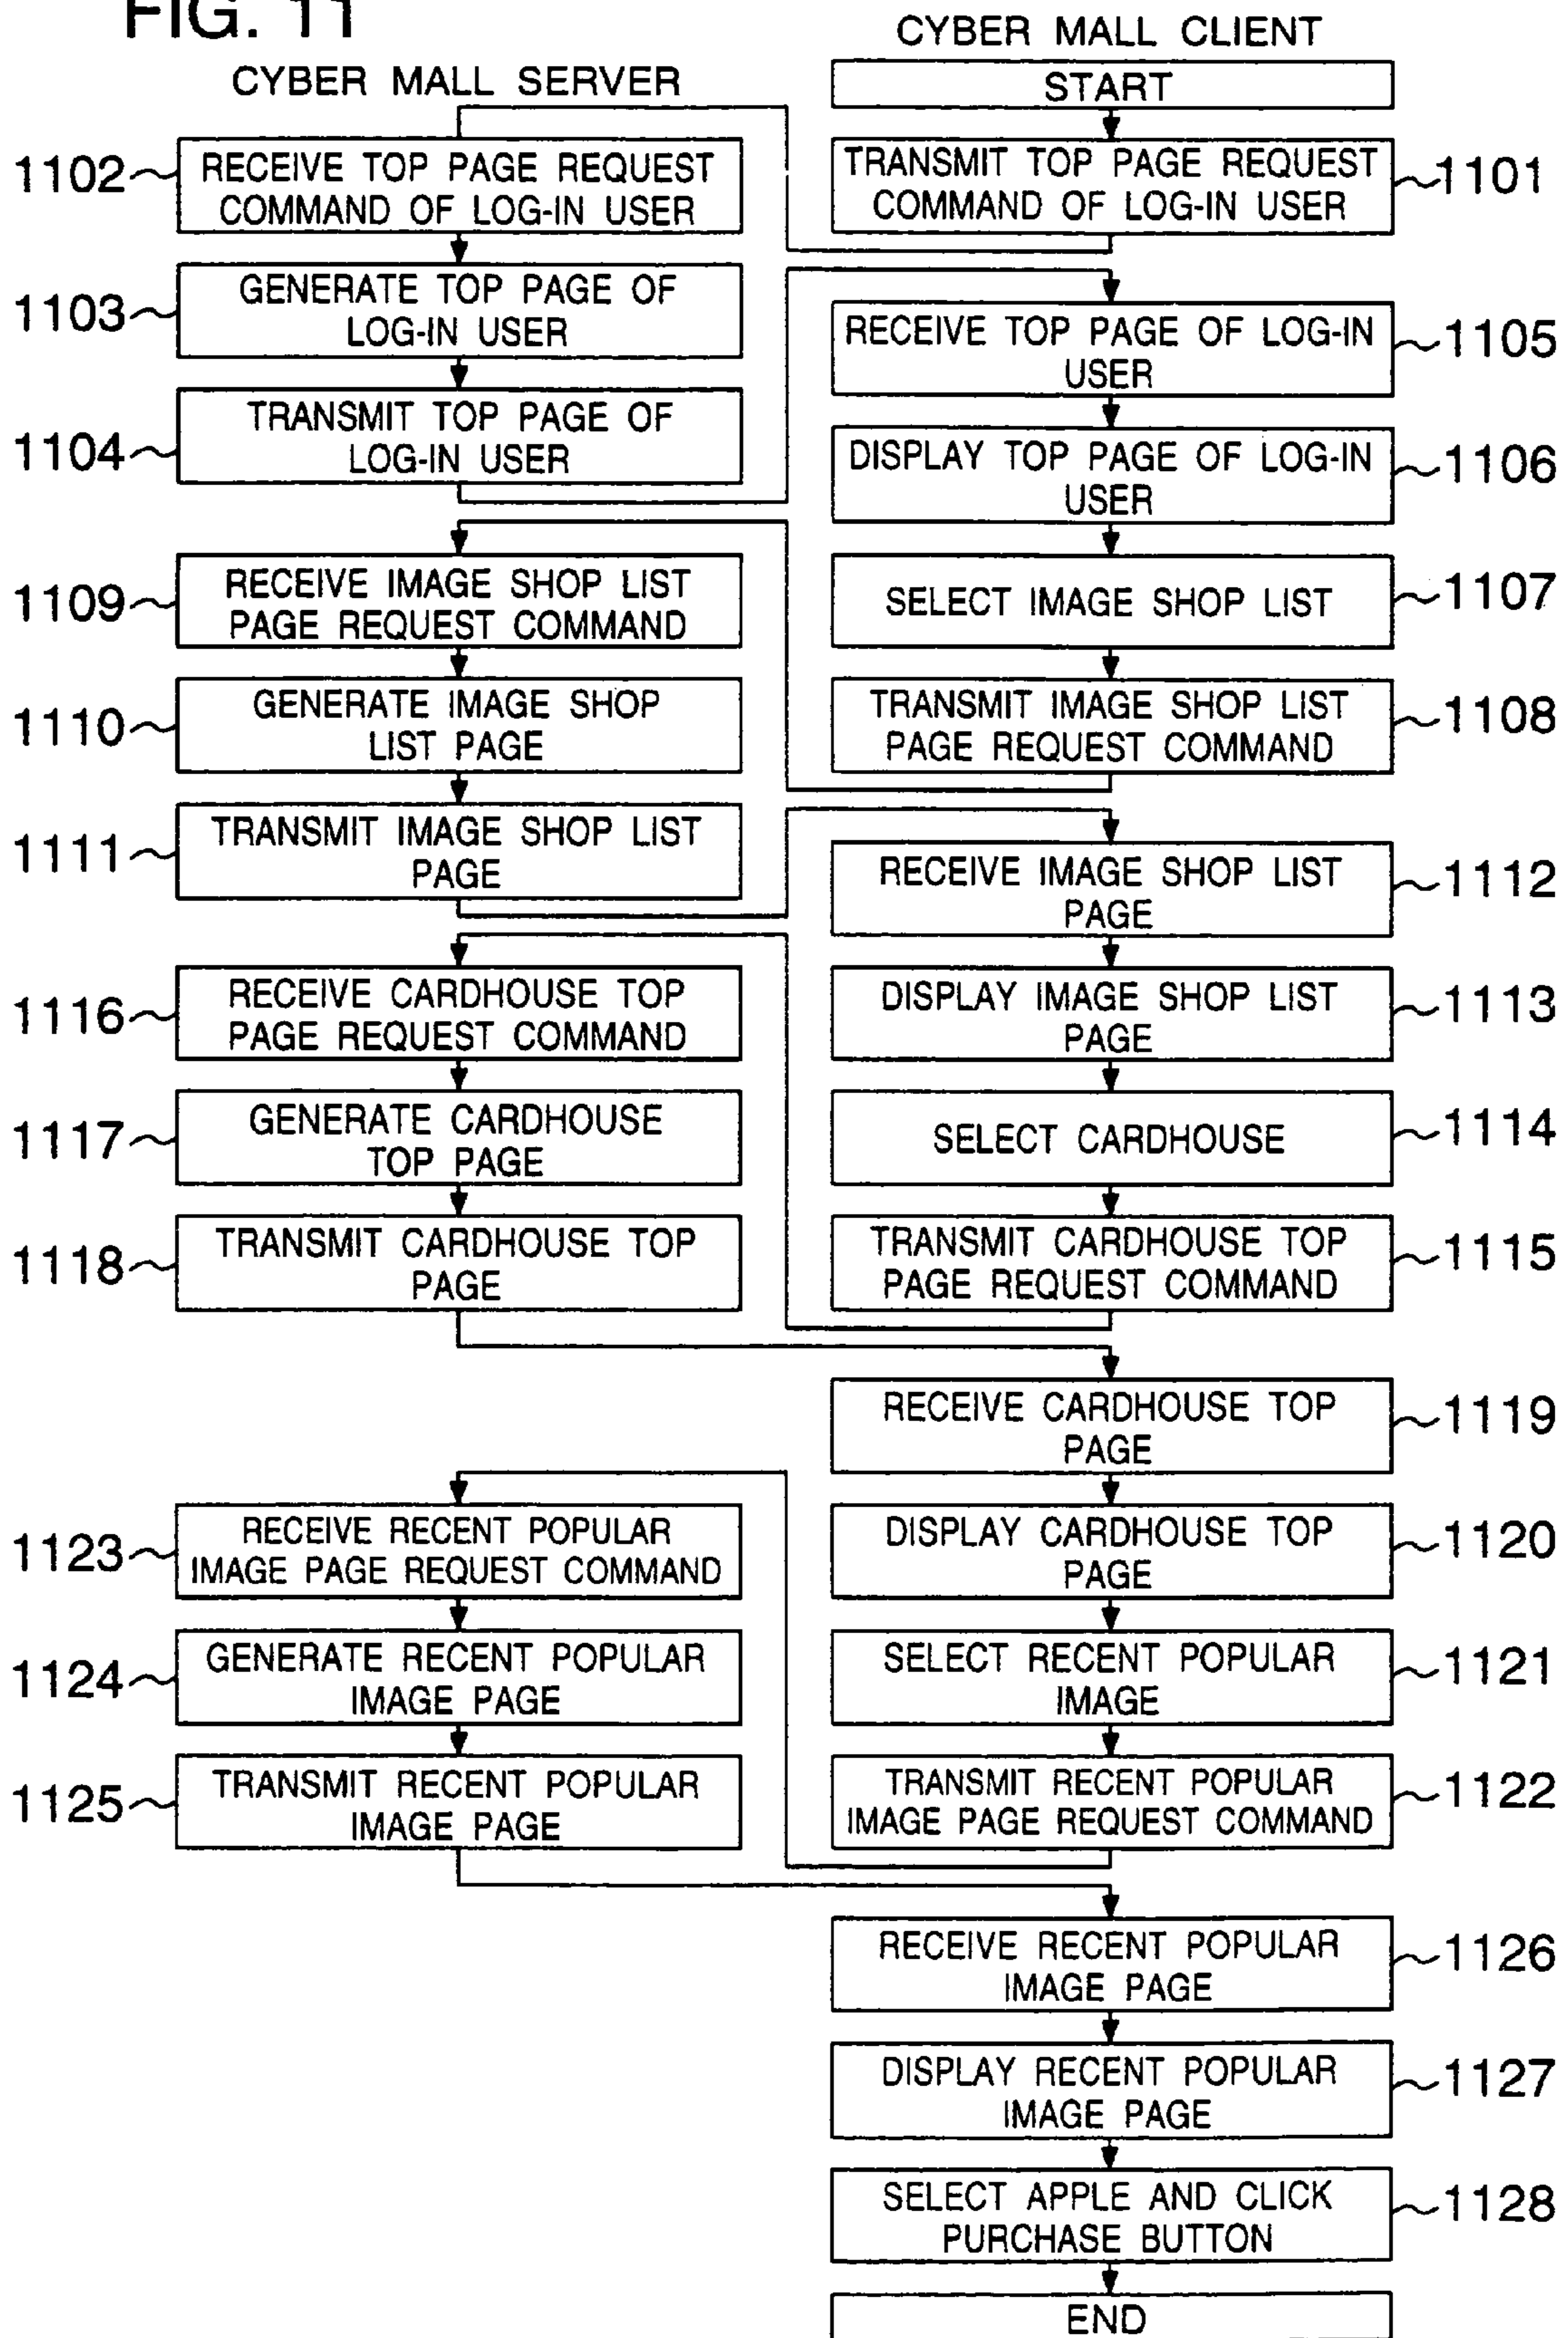 FIG. 11
CYBER MALL SERVER
CYBER MALL CLIENT
START
1101
TRANSMIT TOP PAGE REQUEST
COMMAND OF LOG-IN USER
1102
RECEIVE TOP PAGE REQUEST
COMMAND OF LOG-IN USER
1103
GENERATE TOP PAGE OF
LOG-IN USER
1104
TRANSMIT TOP PAGE OF
LOG-IN USER
RECEIVE TOP PAGE OF LOG-IN
USER
1105
DISPLAY TOP PAGE OF LOG-IN
USER
1106
SELECT IMAGE SHOP LIST
1107
TRANSMIT IMAGE SHOP LIST
PAGE REQUEST COMMAND
1108
1109
RECEIVE IMAGE SHOP LIST
PAGE REQUEST COMMAND
1110
GENERATE IMAGE SHOP
LIST PAGE
1111
TRANSMIT IMAGE SHOP LIST
PAGE
RECEIVE IMAGE SHOP LIST
PAGE
1112
DISPLAY IMAGE SHOP LIST
PAGE
1113
SELECT CARDHOUSE
1114
TRANSMIT CARDHOUSE TOP
PAGE REQUEST COMMAND
1115
1116
RECEIVE CARDHOUSE TOP
PAGE REQUEST COMMAND
1117
GENERATE CARDHOUSE
TOP PAGE
1118
TRANSMIT CARDHOUSE TOP
PAGE
RECEIVE CARDHOUSE TOP
PAGE
1119
DISPLAY CARDHOUSE TOP
PAGE
1120
SELECT RECENT POPULAR
IMAGE
1121
TRANSMIT RECENT POPULAR
IMAGE PAGE REQUEST COMMAND
1122
1123
RECEIVE RECENT POPULAR
IMAGE PAGE REQUEST COMMAND
1124
GENERATE RECENT POPULAR
IMAGE PAGE
1125
TRANSMIT RECENT POPULAR
IMAGE PAGE
RECEIVE RECENT POPULAR
IMAGE PAGE
1126
DISPLAY RECENT POPULAR
IMAGE PAGE
1127
SELECT APPLE AND CLICK
PURCHASE BUTTON
1128
END